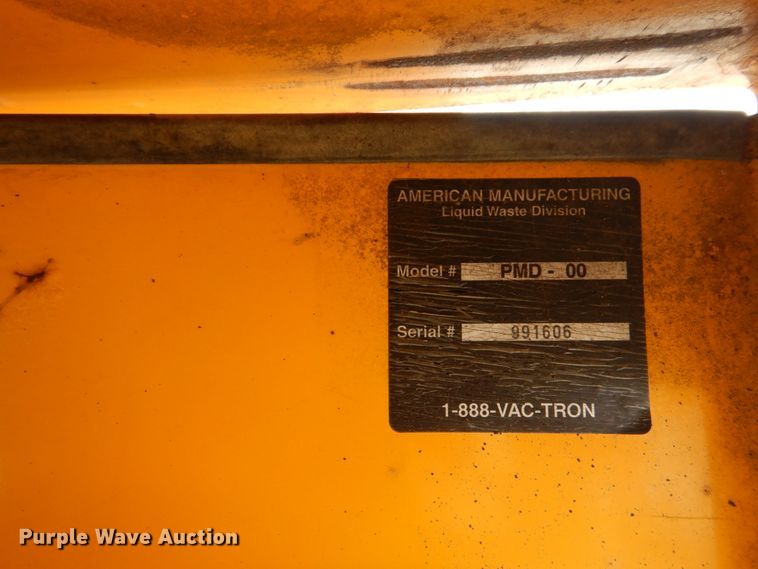 AMERICAN MANUFACTURING
Liquid Waste Division
Model # PMD - 00
Serial # 991606
1-888-VAC-TRON
Purple Wave Auction